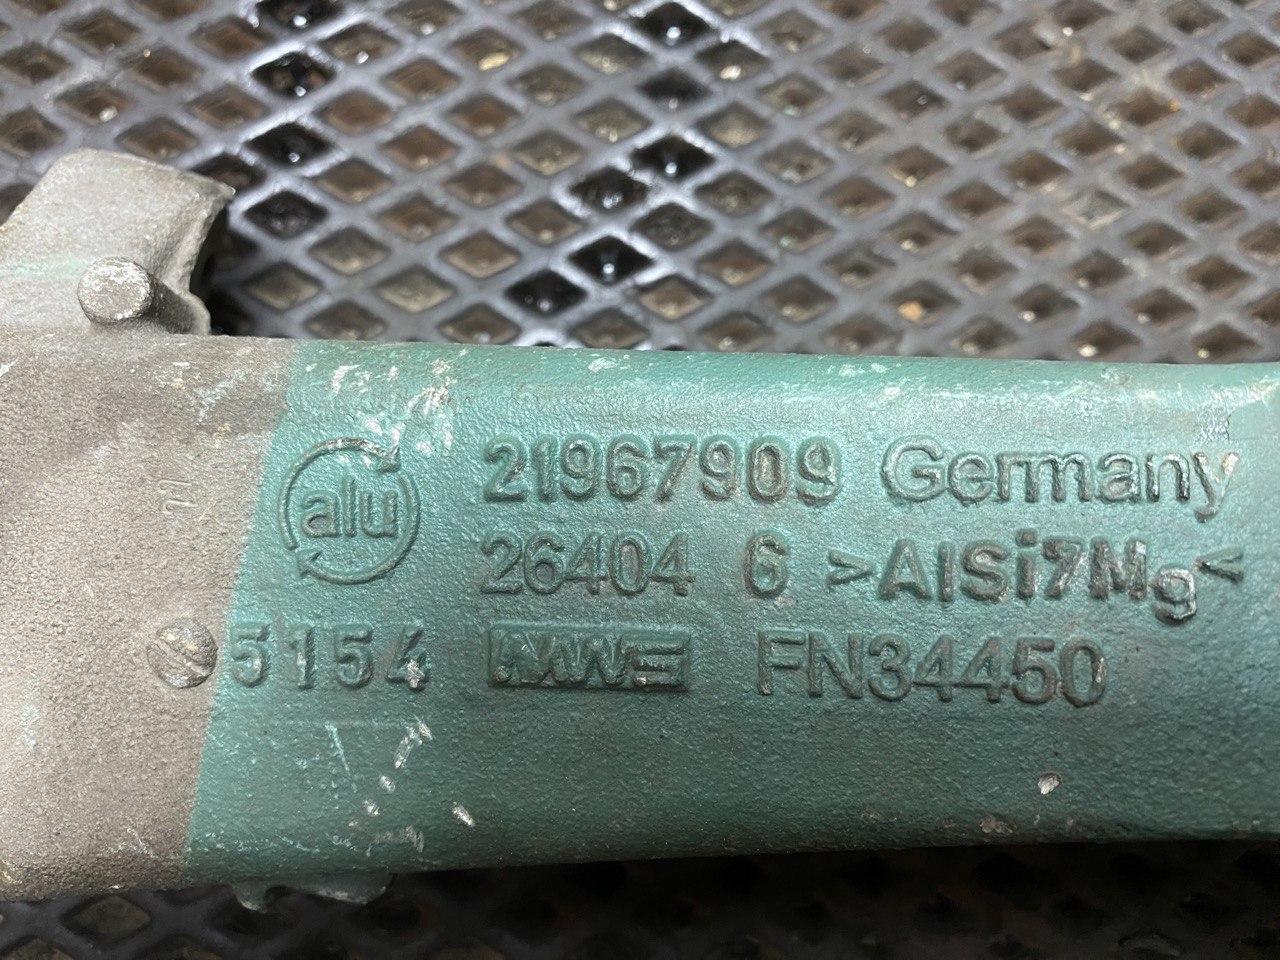 alu
21967909 Germany
26404 6 >AlSi7Mg<
5154 FN34450